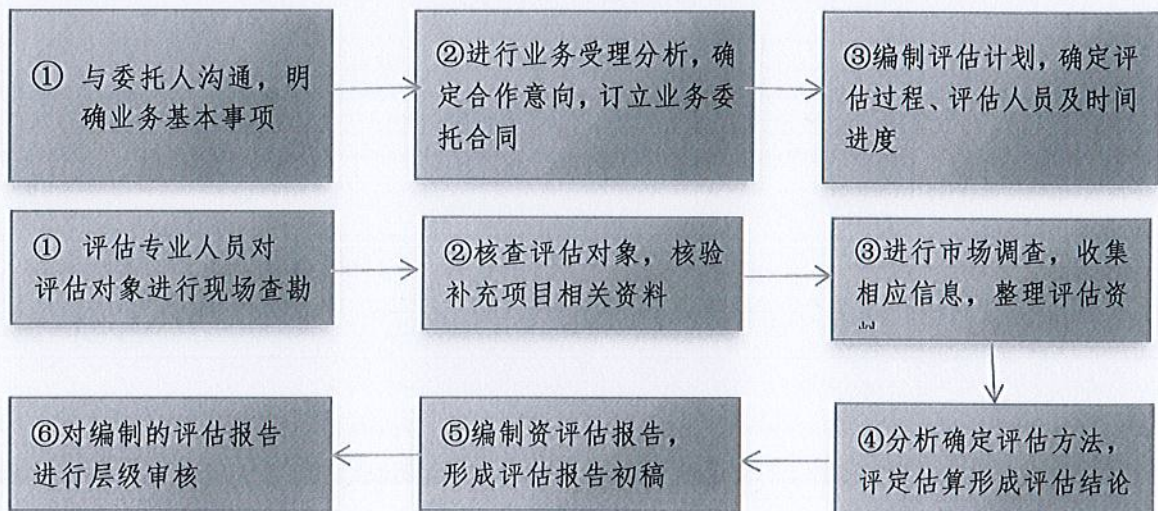 ① 与委托人沟通，明
确业务基本事项
②进行业务受理分析，确
定合作意向，订立业务委
托合同
③编制评估计划，确定评
估过程、评估人员及时间
进度
① 评估专业人员对
评估对象进行现场查勘
②核查评估对象，核验
补充项目相关资料
③进行市场调查，收集
相应信息，整理评估资
④分析确定评估方法，
评定估算形成评估结论
⑤编制资评估报告，
形成评估报告初稿
⑥对编制的评估报告
进行层级审核